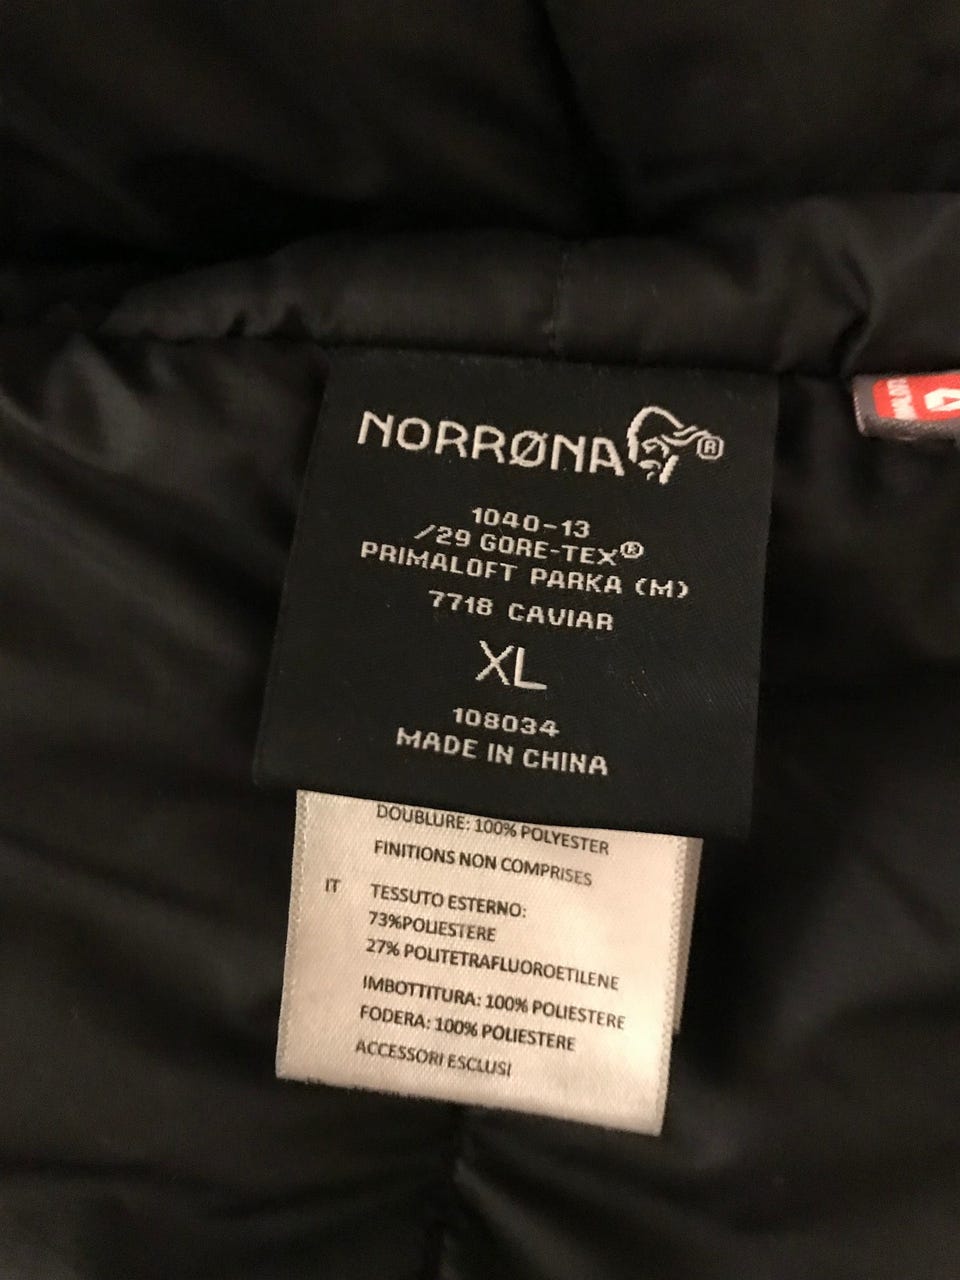 NORRØNA®
1040-13
/29 GORE-TEX®
PRIMALOFT PARKA (M)
7718 CAVIAR
XL
108034
MADE IN CHINA
DOUBLURE: 100% POLYESTER
FINITIONS NON COMPRISES
IT TESSUTO ESTERNO:
73%POLIESTERE
27% POLITETRAFLUOROETILENE
IMBOTTITURA: 100% POLIESTERE
FODERA: 100% POLIESTERE
ACCESSORI ESCLUSI